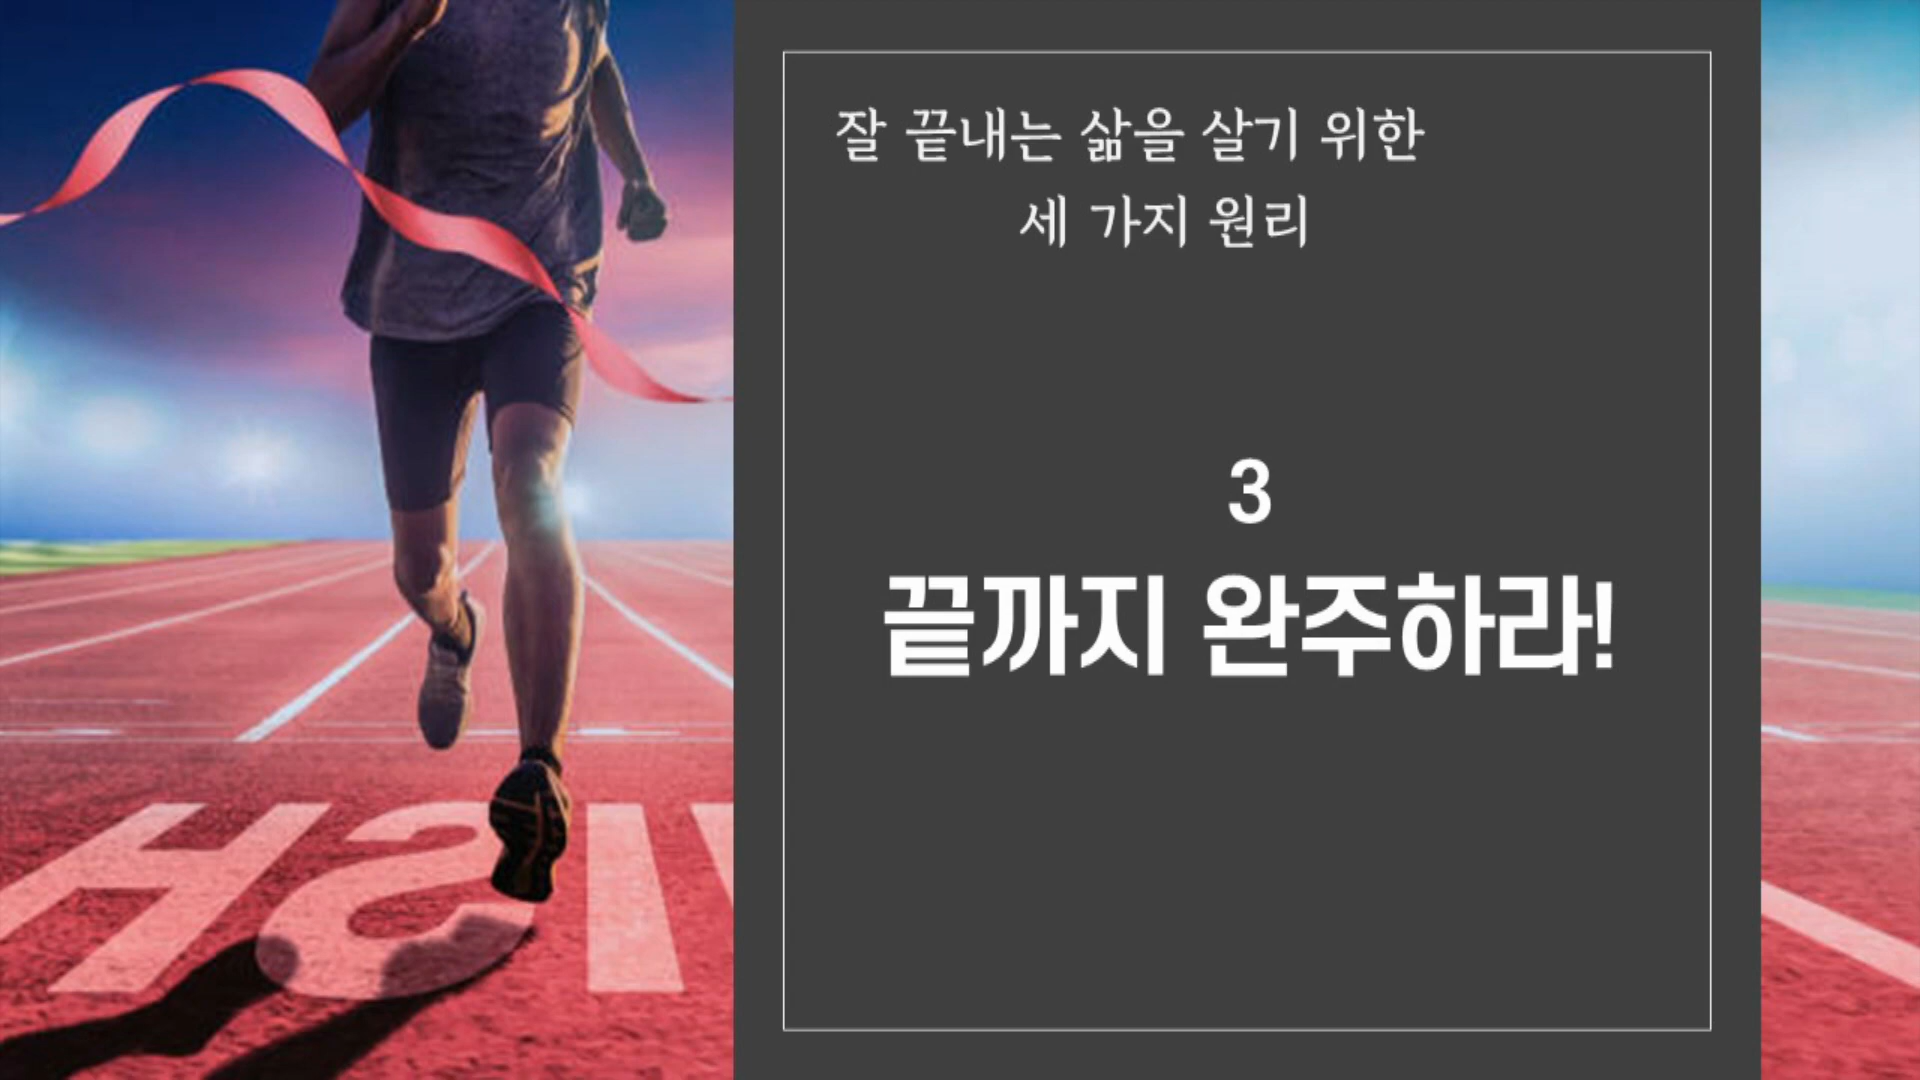 잘 끝내는 삶을 살기 위한
세 가지 원리
3
끝까지 완주하라!
HSI